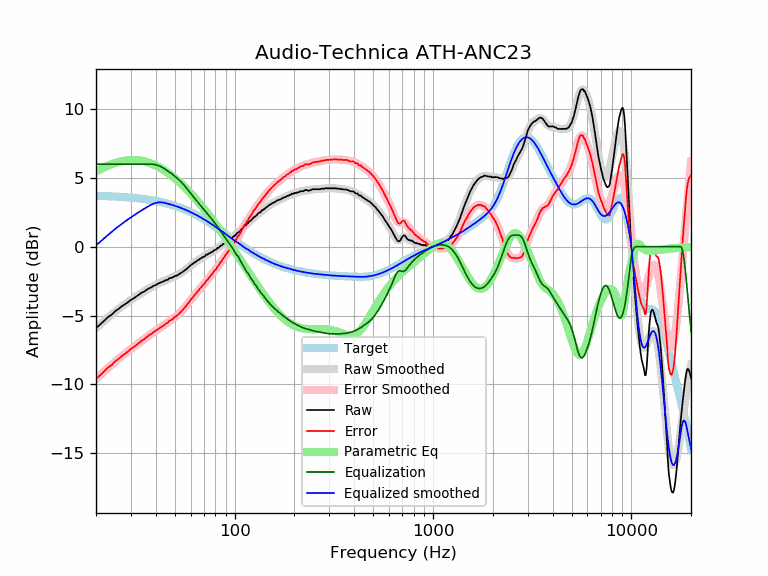 Audio-Technica ATH-ANC23
Amplitude (dBr)
10
5
0
−5
−10
−15
Target
Raw Smoothed
Error Smoothed
Raw
Error
Parametric Eq
Equalization
Equalized smoothed
100
1000
10000
Frequency (Hz)